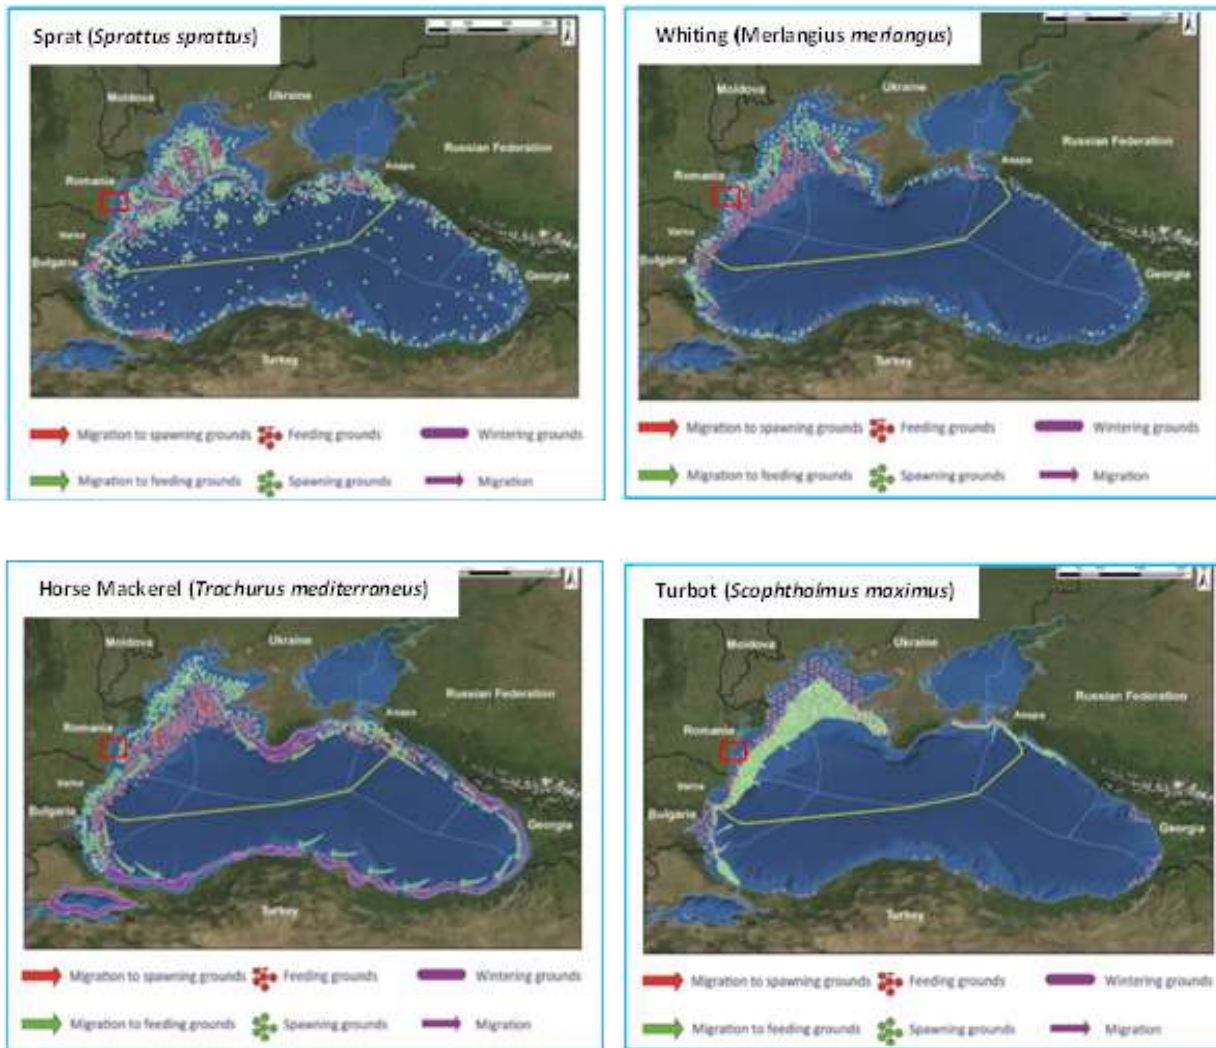 Sprat (Sprattus sprattus)
Moldova
Ukraine
Russian Federation
Anapa
Romania
Varna
Bulgaria
Georgia
Turkey
Migration to spawning grounds Feeding grounds Wintering grounds
Migration to feeding grounds Spawning grounds Migration
Whiting (Merlangius merlangus)
Moldova
Ukraine
Russian Federation
Anapa
Romania
Varna
Bulgaria
Georgia
Turkey
Migration to spawning grounds Feeding grounds Wintering grounds
Migration to feeding grounds Spawning grounds Migration
Horse Mackerel (Trachurus mediterraneus)
Moldova
Ukraine
Russian Federation
Anapa
Romania
Varna
Bulgaria
Georgia
Turkey
Migration to spawning grounds Feeding grounds Wintering grounds
Migration to feeding grounds Spawning grounds Migration
Turbot (Scophthalmus maximus)
Moldova
Ukraine
Russian Federation
Anapa
Romania
Varna
Bulgaria
Georgia
Turkey
Migration to spawning grounds Feeding grounds Wintering grounds
Migration to feeding grounds Spawning grounds Migration